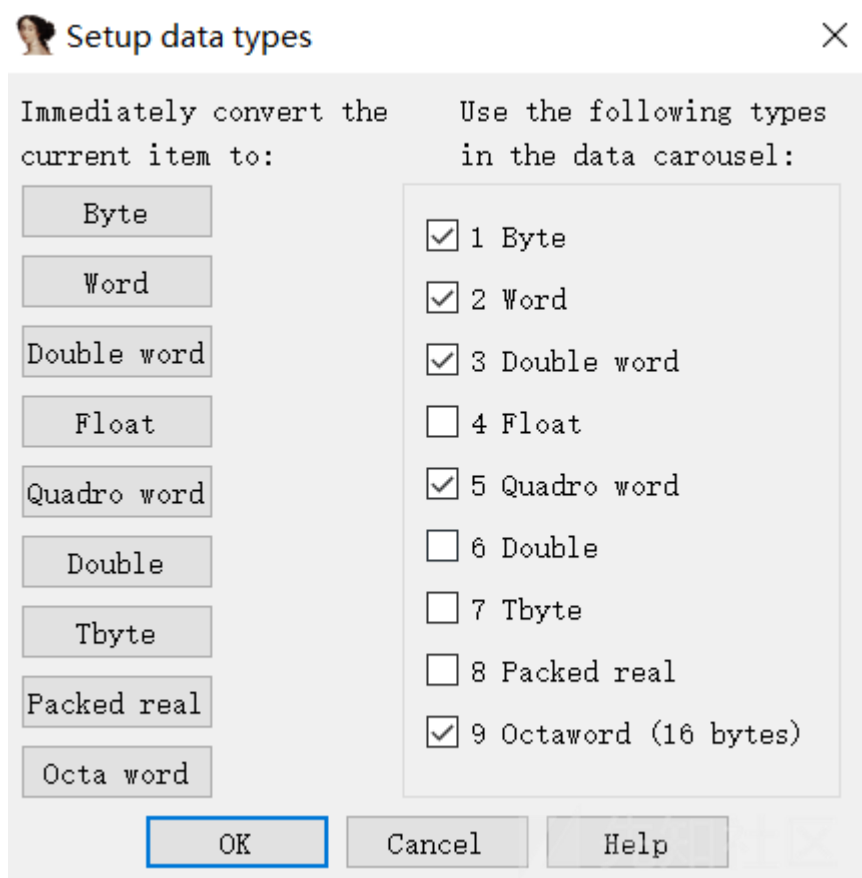 Setup data types
Immediately convert the
current item to:
Byte
Word
Double word
Float
Quadro word
Double
Tbyte
Packed real
Octa word
Use the following types
in the data carousel:
1 Byte
2 Word
3 Double word
4 Float
5 Quadro word
6 Double
7 Tbyte
8 Packed real
9 Octaword (16 bytes)
OK
Cancel
Help